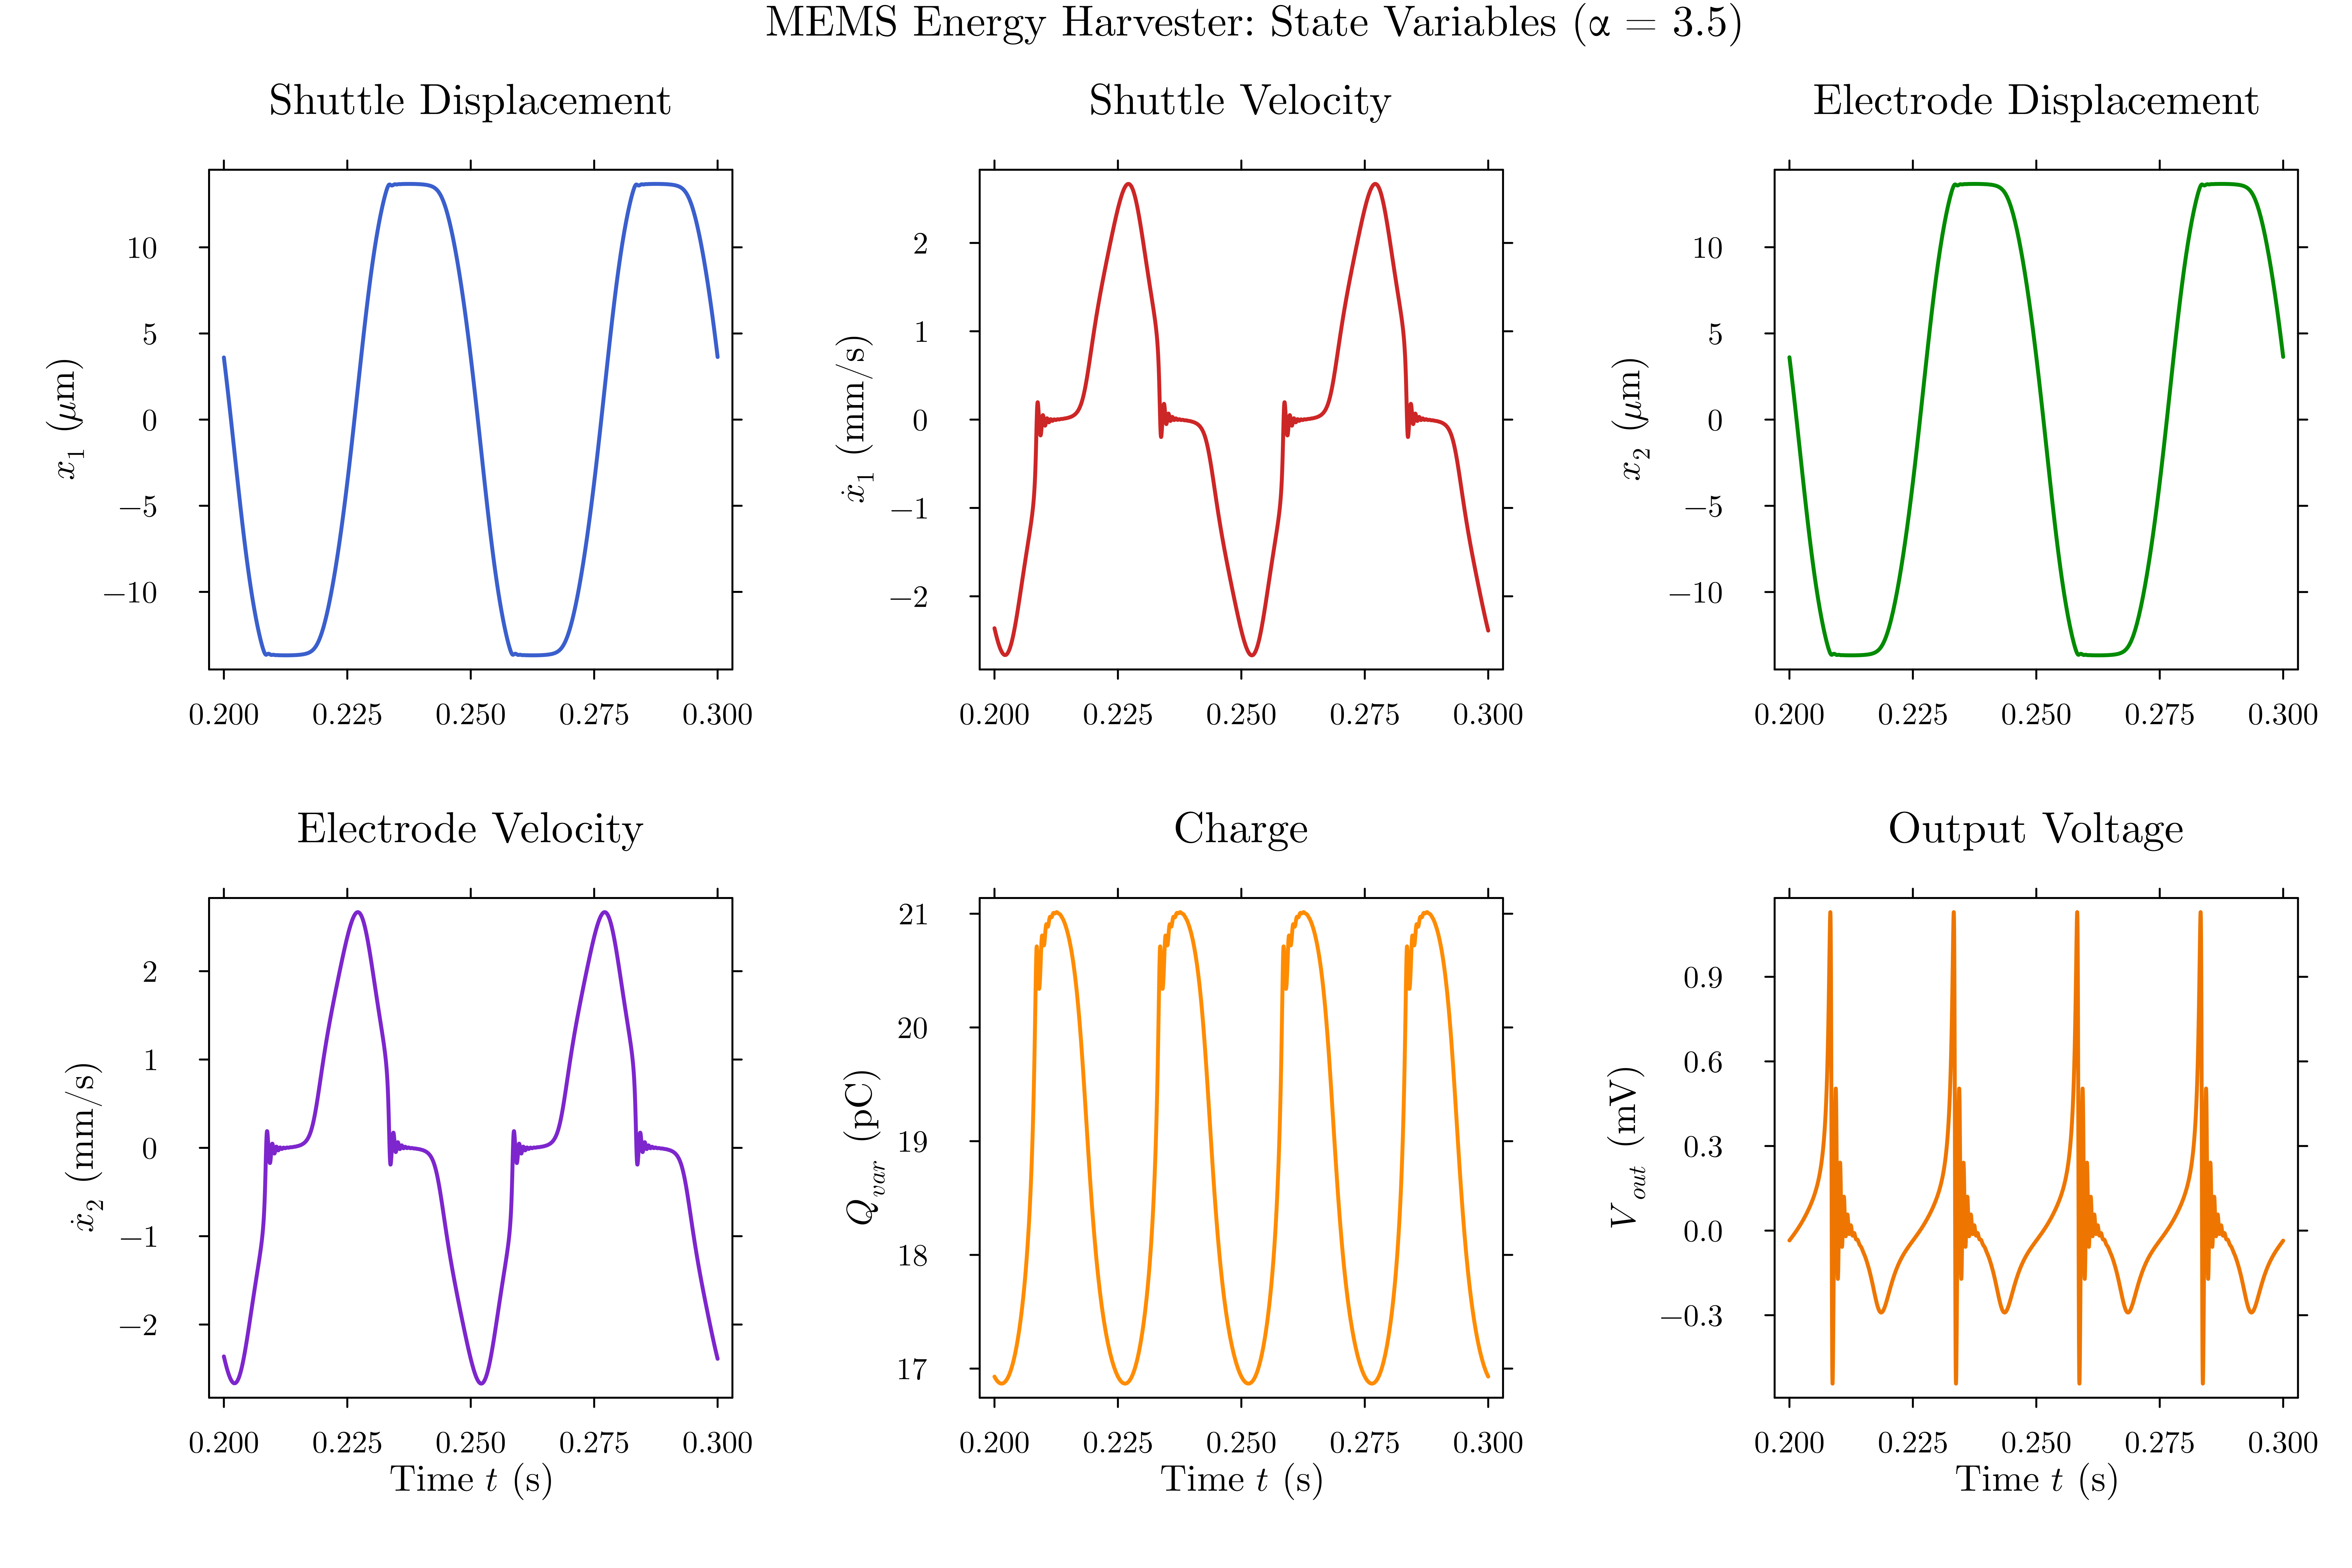 MEMS Energy Harvester: State Variables (α = 3.5)
Shuttle Displacement
x₁ (μm)
10
5
0
−5
−10
0.200 0.225 0.250 0.275 0.300
Shuttle Velocity
ẋ₁ (mm/s)
2
1
0
−1
−2
0.200 0.225 0.250 0.275 0.300
Electrode Displacement
x₂ (μm)
10
5
0
−5
−10
0.200 0.225 0.250 0.275 0.300
Electrode Velocity
ẋ₂ (mm/s)
2
1
0
−1
−2
0.200 0.225 0.250 0.275 0.300
Time t (s)
Charge
Q_var (pC)
21
20
19
18
17
0.200 0.225 0.250 0.275 0.300
Time t (s)
Output Voltage
V_out (mV)
0.9
0.6
0.3
0.0
−0.3
0.200 0.225 0.250 0.275 0.300
Time t (s)